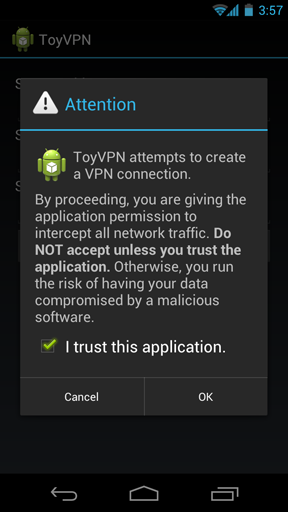 3:57
ToyVPN
S
Attention
S
ToyVPN attempts to create
a VPN connection.
S
By proceeding, you are giving the
application permission to
intercept all network traffic. Do
NOT accept unless you trust the
application. Otherwise, you run
the risk of having your data
compromised by a malicious
software.
I trust this application.
Cancel
OK